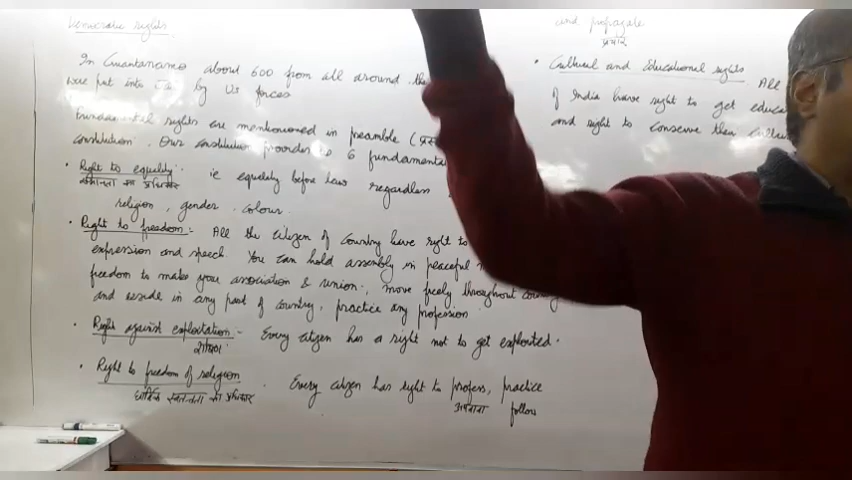 Democratic rights
In Guantanamo about 600 from all around the
were put into Jail by US forces
Fundamental rights are mentioned in preamble (
constitution. Our constitution provides us 6 fundamental
• Right to equality ie equality before laws regardless
समानता का अधिकार
religion, gender colour.
• Right to freedom:- All the citizen of Country have right to
expression and speech. You can hold assembly in peaceful
freedom to make your association & union, move freely throughout country
and reside in any part of country, practice any profession
• Right against exploitation:- Every citizen has a right not to get exploited.
शोषण
• Right to freedom of religion. Every citizen has right to profess, practice
धार्मिक स्वतन्त्रता का अधिकार अपनाना follow
and propagate
प्रचार
• Cultural and Educational rights. All
of India have right to get educa
and right to conserve their cultur